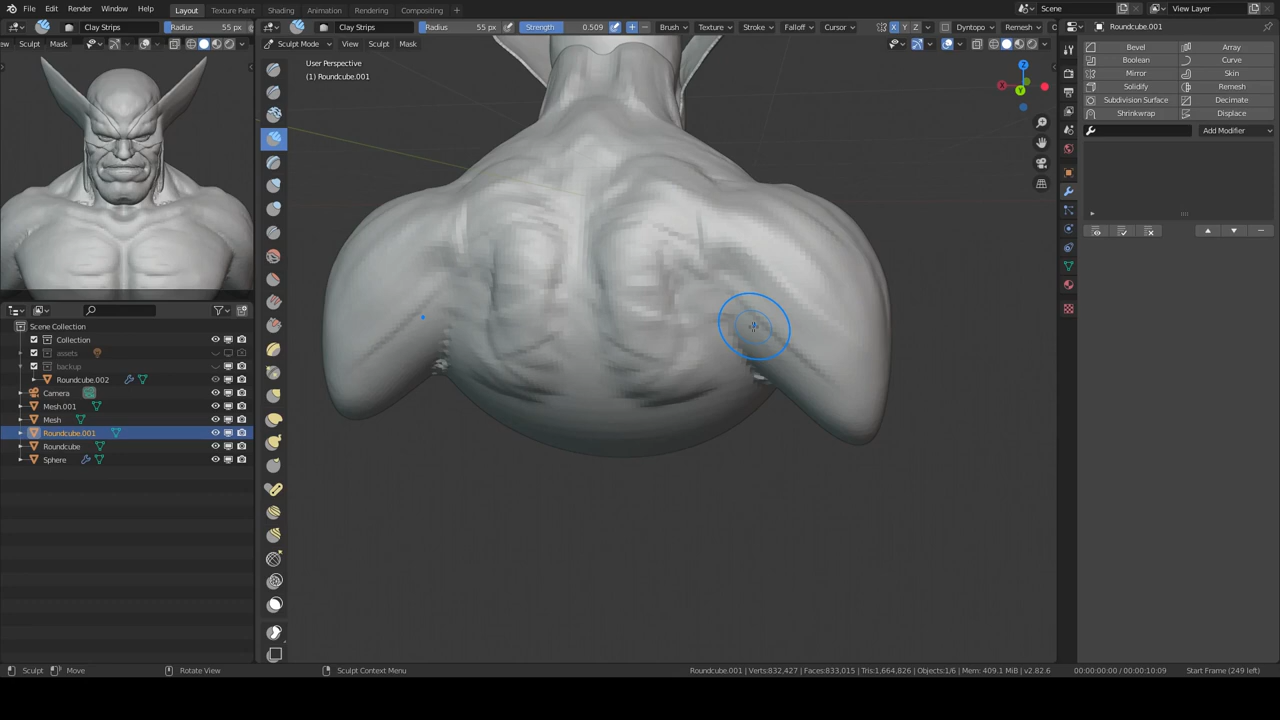 File Edit Render Window Help Layout Texture Paint Shading Animation Rendering Compositing + Scene View Layer
Clay Strips Radius 55 px Clay Strips Radius 55 px Strength 0.509 Brush Texture Stroke Falloff Cursor X Y Z Dyntopo Remesh Roundcube.001
Sculpt Mask Sculpt Mode View Sculpt Mask
User Perspective
(1) Roundcube.001
Z
X
Y
Bevel Array
Boolean Curve
Mirror Skin
Solidify Remesh
Subdivision Surface Decimate
Shrinkwrap Displace
Add Modifier
Scene Collection
Collection
assets
backup
Roundcube.002
Camera
Mesh.001
Mesh
Roundcube.001
Roundcube
Sphere
Sculpt Move Rotate View Sculpt Context Menu Roundcube.001 | Verts:832,427 | Faces:833,015 | Tris:1,664,826 | Objects:1/6 | Mem: 409.1 MiB | v2.82.6 00:00:00:00 / 00:00:10:09 Start Frame (249 left)